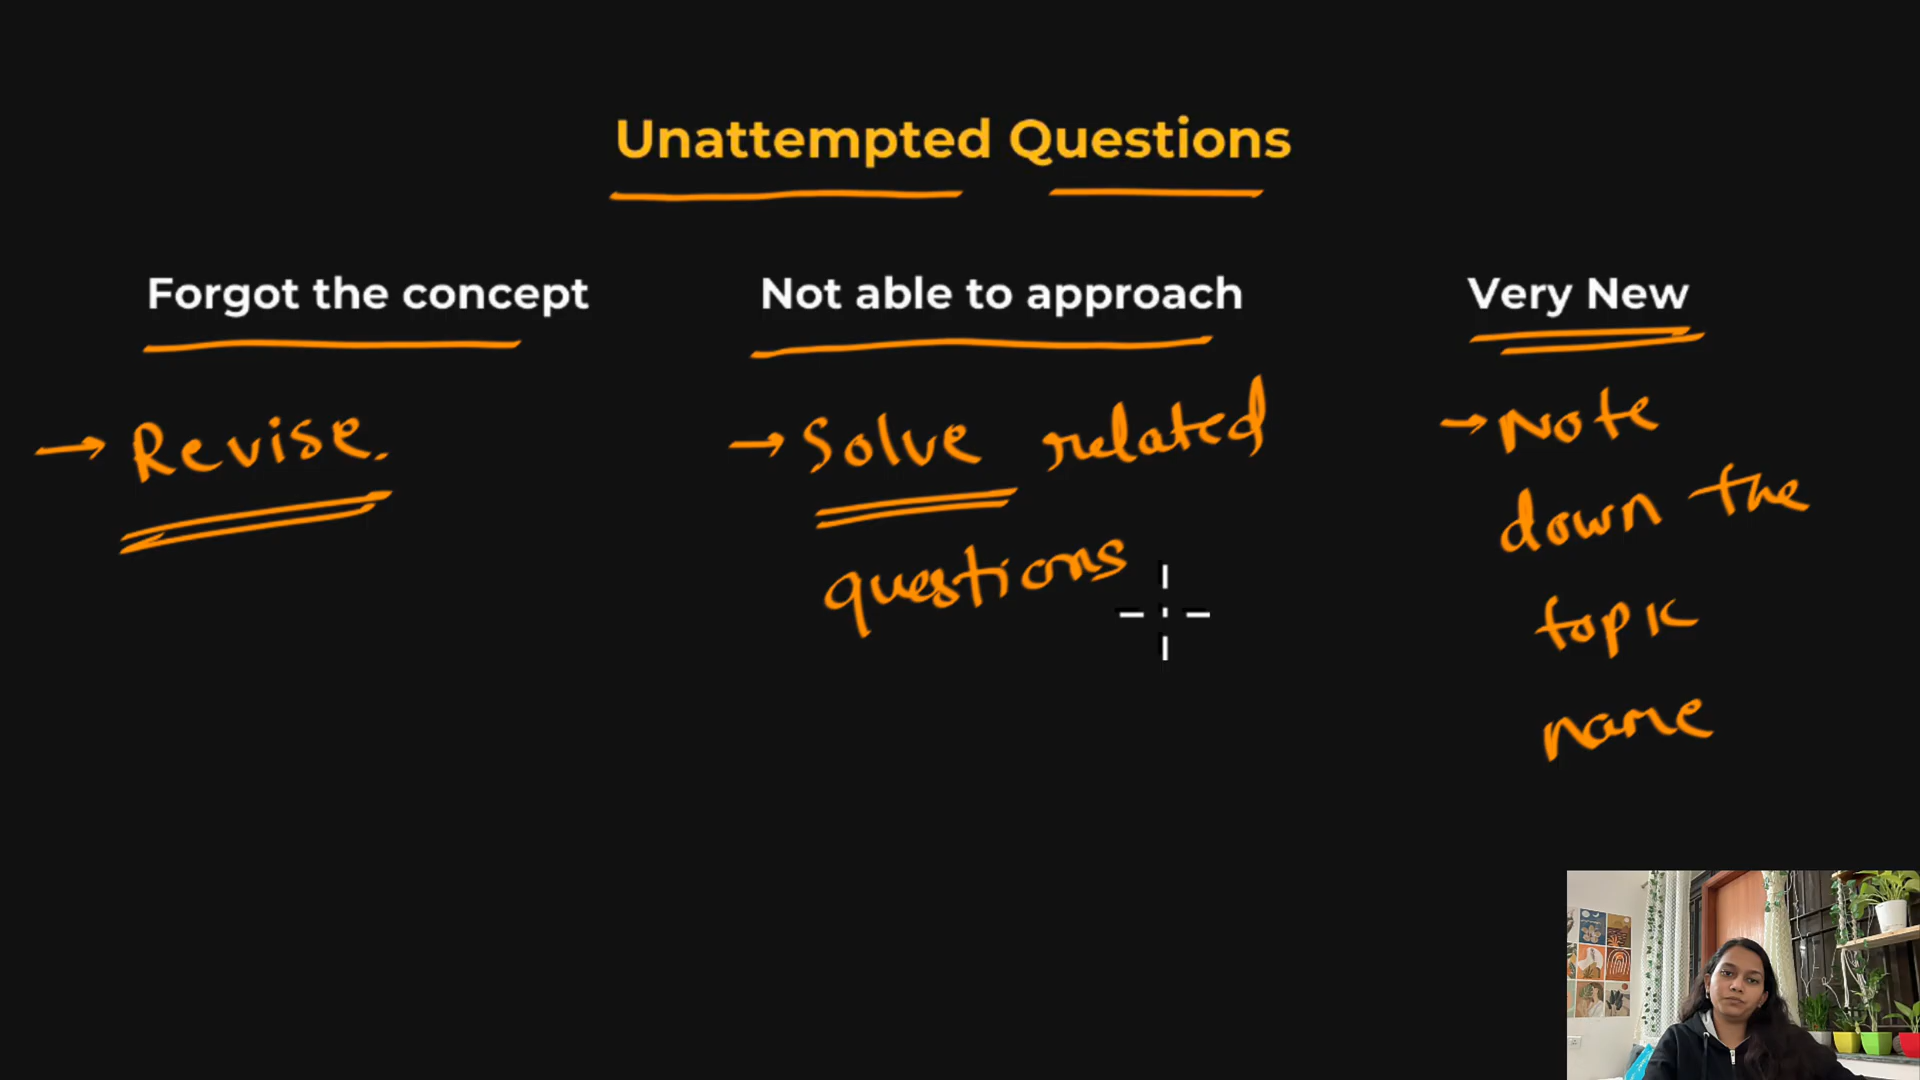 Unattempted Questions
Forgot the concept
→ Revise.
Not able to approach
→ Solve related
questions
Very New
→ Note
down the
topic
name